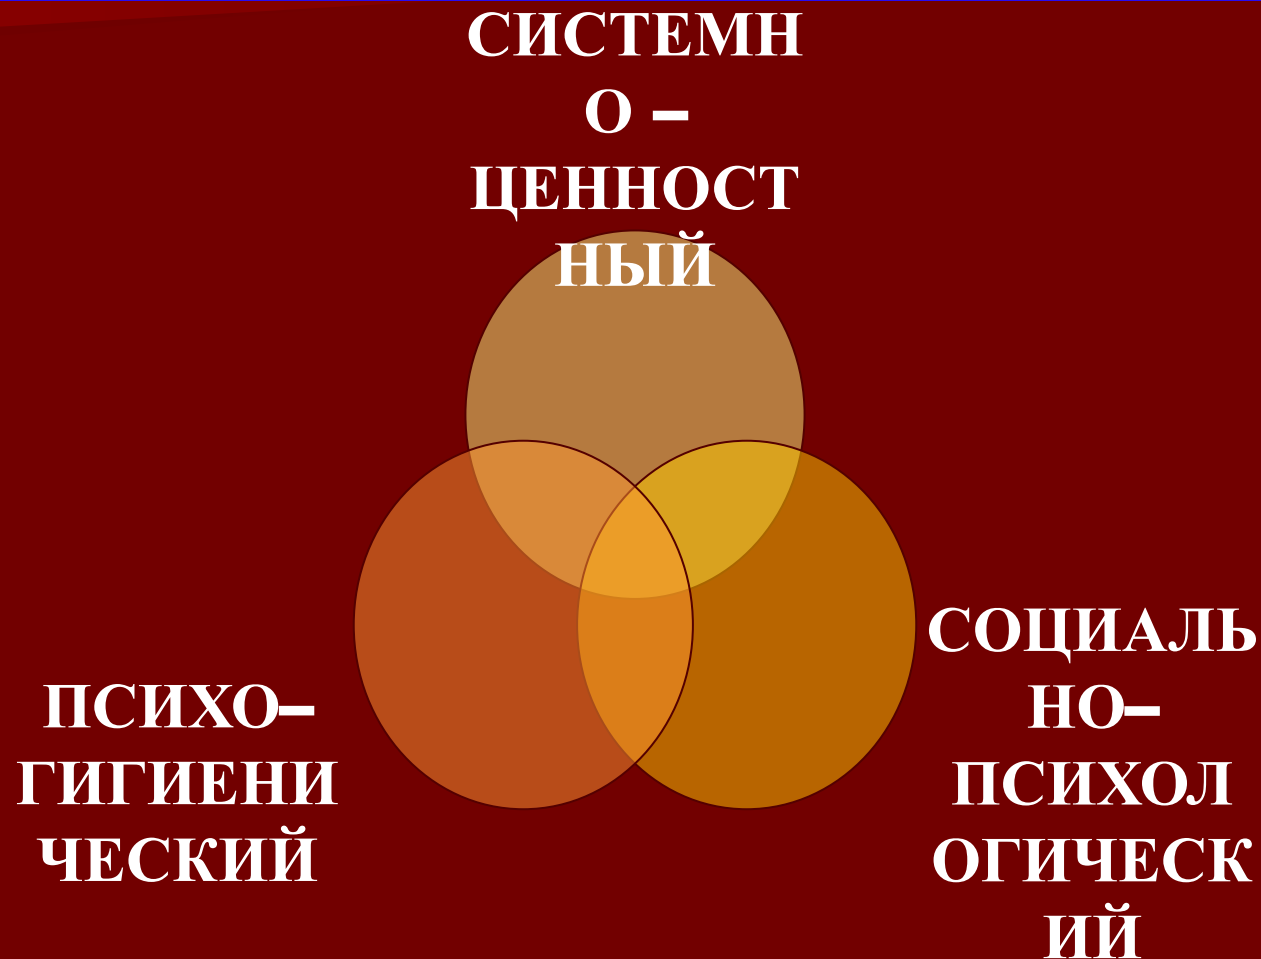 СИСТЕМН
О –
ЦЕННОСТ
НЫЙ
ПСИХО–
ГИГИЕНИ
ЧЕСКИЙ
СОЦИАЛЬ
НО–
ПСИХОЛ
ОГИЧЕСК
ИЙ